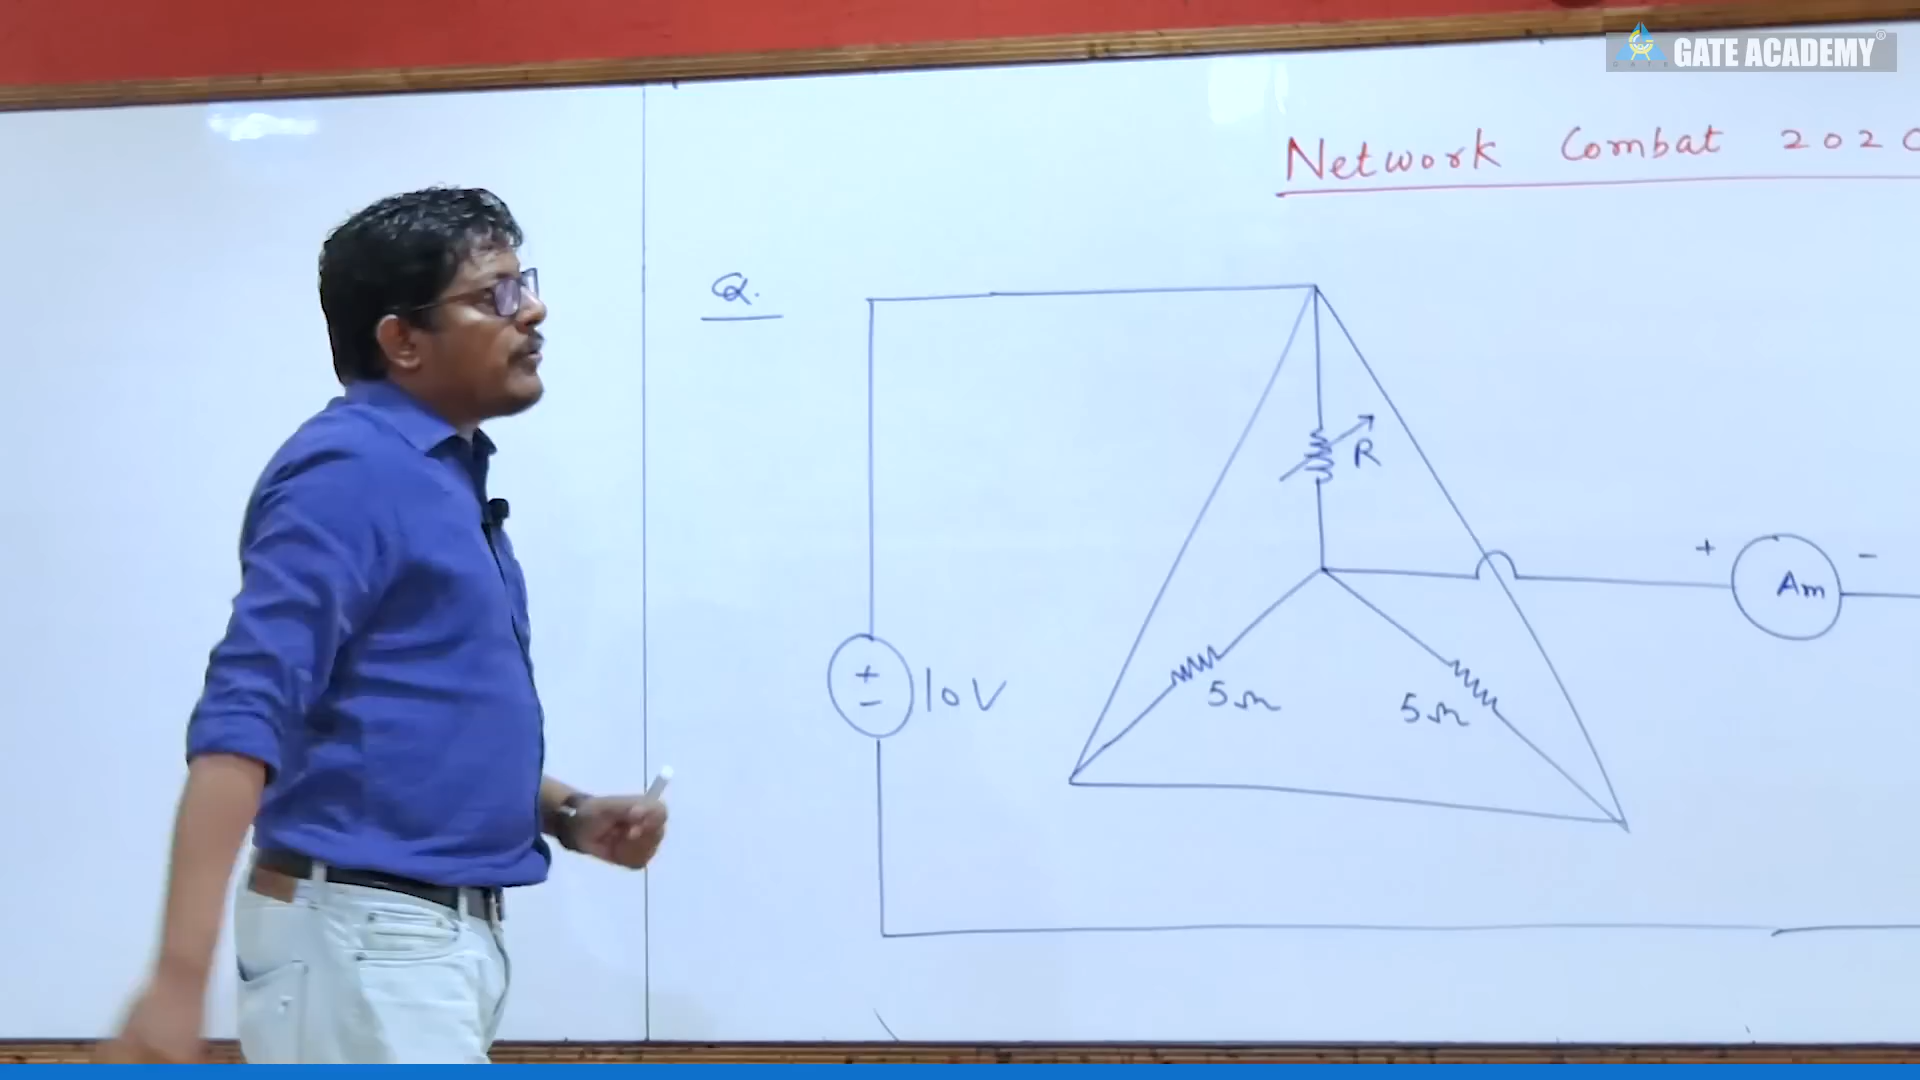 GATE ACADEMY®
Network Combat 202
Q.
R
+ Am -
+
- 10V
5Ω 5Ω